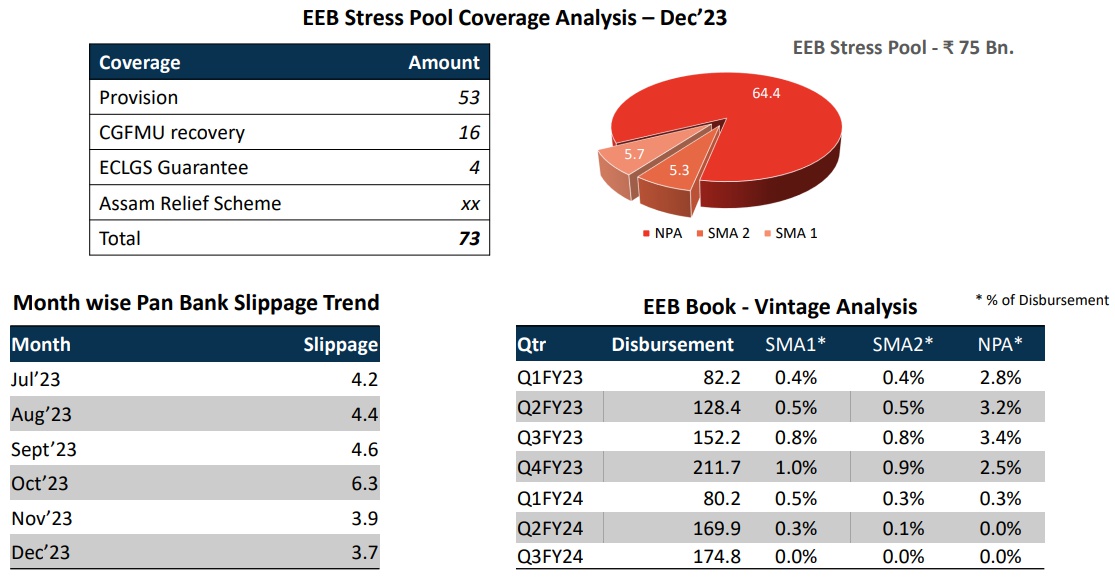 EEB Stress Pool Coverage Analysis – Dec’23
Coverage Amount
Provision 53
CGFMU recovery 16
ECLGS Guarantee 4
Assam Relief Scheme xx
Total 73
EEB Stress Pool - ₹ 75 Bn.
64.4
5.7
5.3
NPA SMA 2 SMA 1
Month wise Pan Bank Slippage Trend
Month Slippage
Jul’23 4.2
Aug’23 4.4
Sept’23 4.6
Oct’23 6.3
Nov’23 3.9
Dec’23 3.7
EEB Book - Vintage Analysis
* % of Disbursement
Qtr Disbursement SMA1* SMA2* NPA*
Q1FY23 82.2 0.4% 0.4% 2.8%
Q2FY23 128.4 0.5% 0.5% 3.2%
Q3FY23 152.2 0.8% 0.8% 3.4%
Q4FY23 211.7 1.0% 0.9% 2.5%
Q1FY24 80.2 0.5% 0.3% 0.3%
Q2FY24 169.9 0.3% 0.1% 0.0%
Q3FY24 174.8 0.0% 0.0% 0.0%